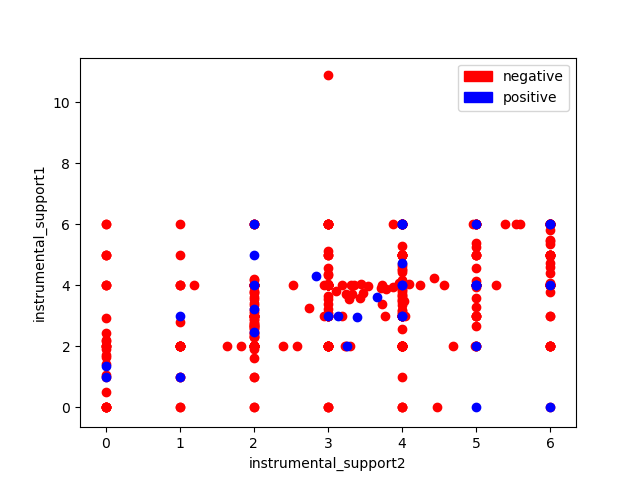 negative
positive
10
8
6
4
2
0
instrumental_support1
0 1 2 3 4 5 6
instrumental_support2